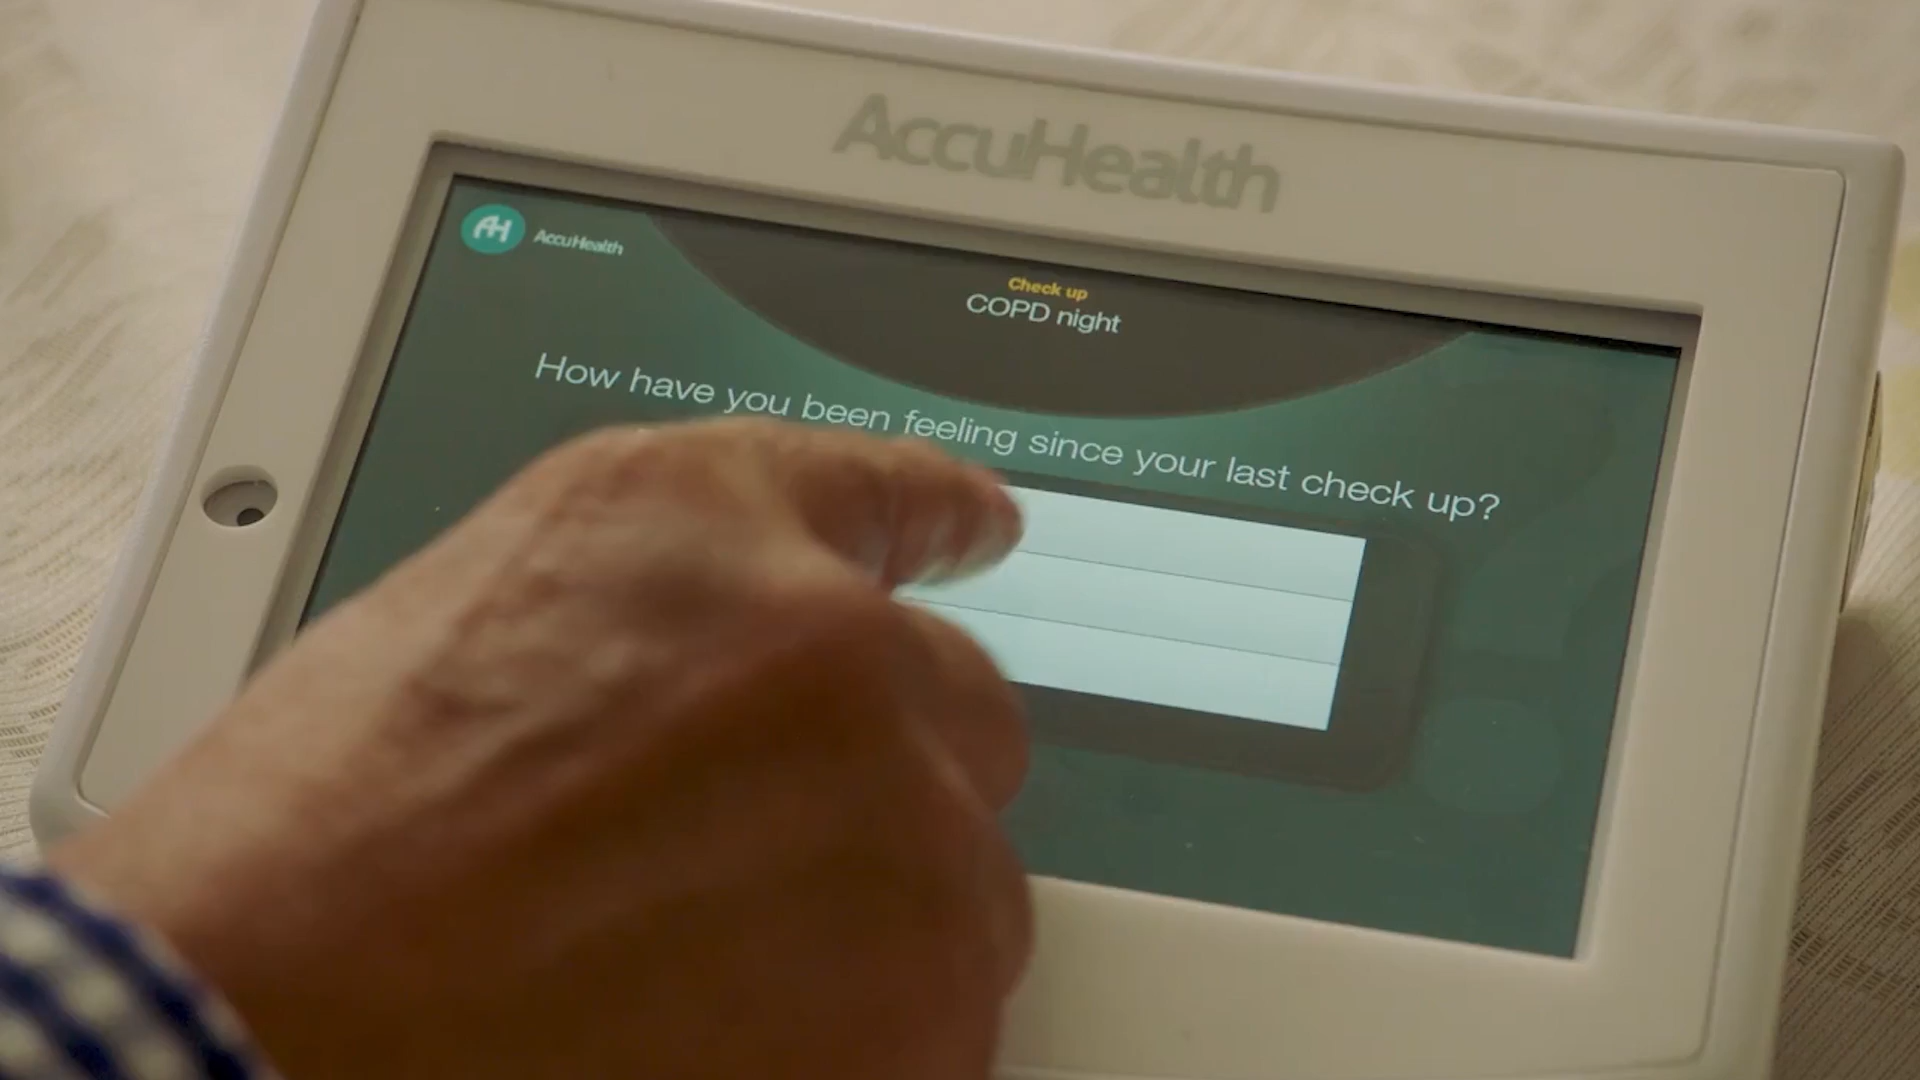 AccuHealth
AH
AccuHealth
Check up
COPD night
How have you been feeling since your last check up?